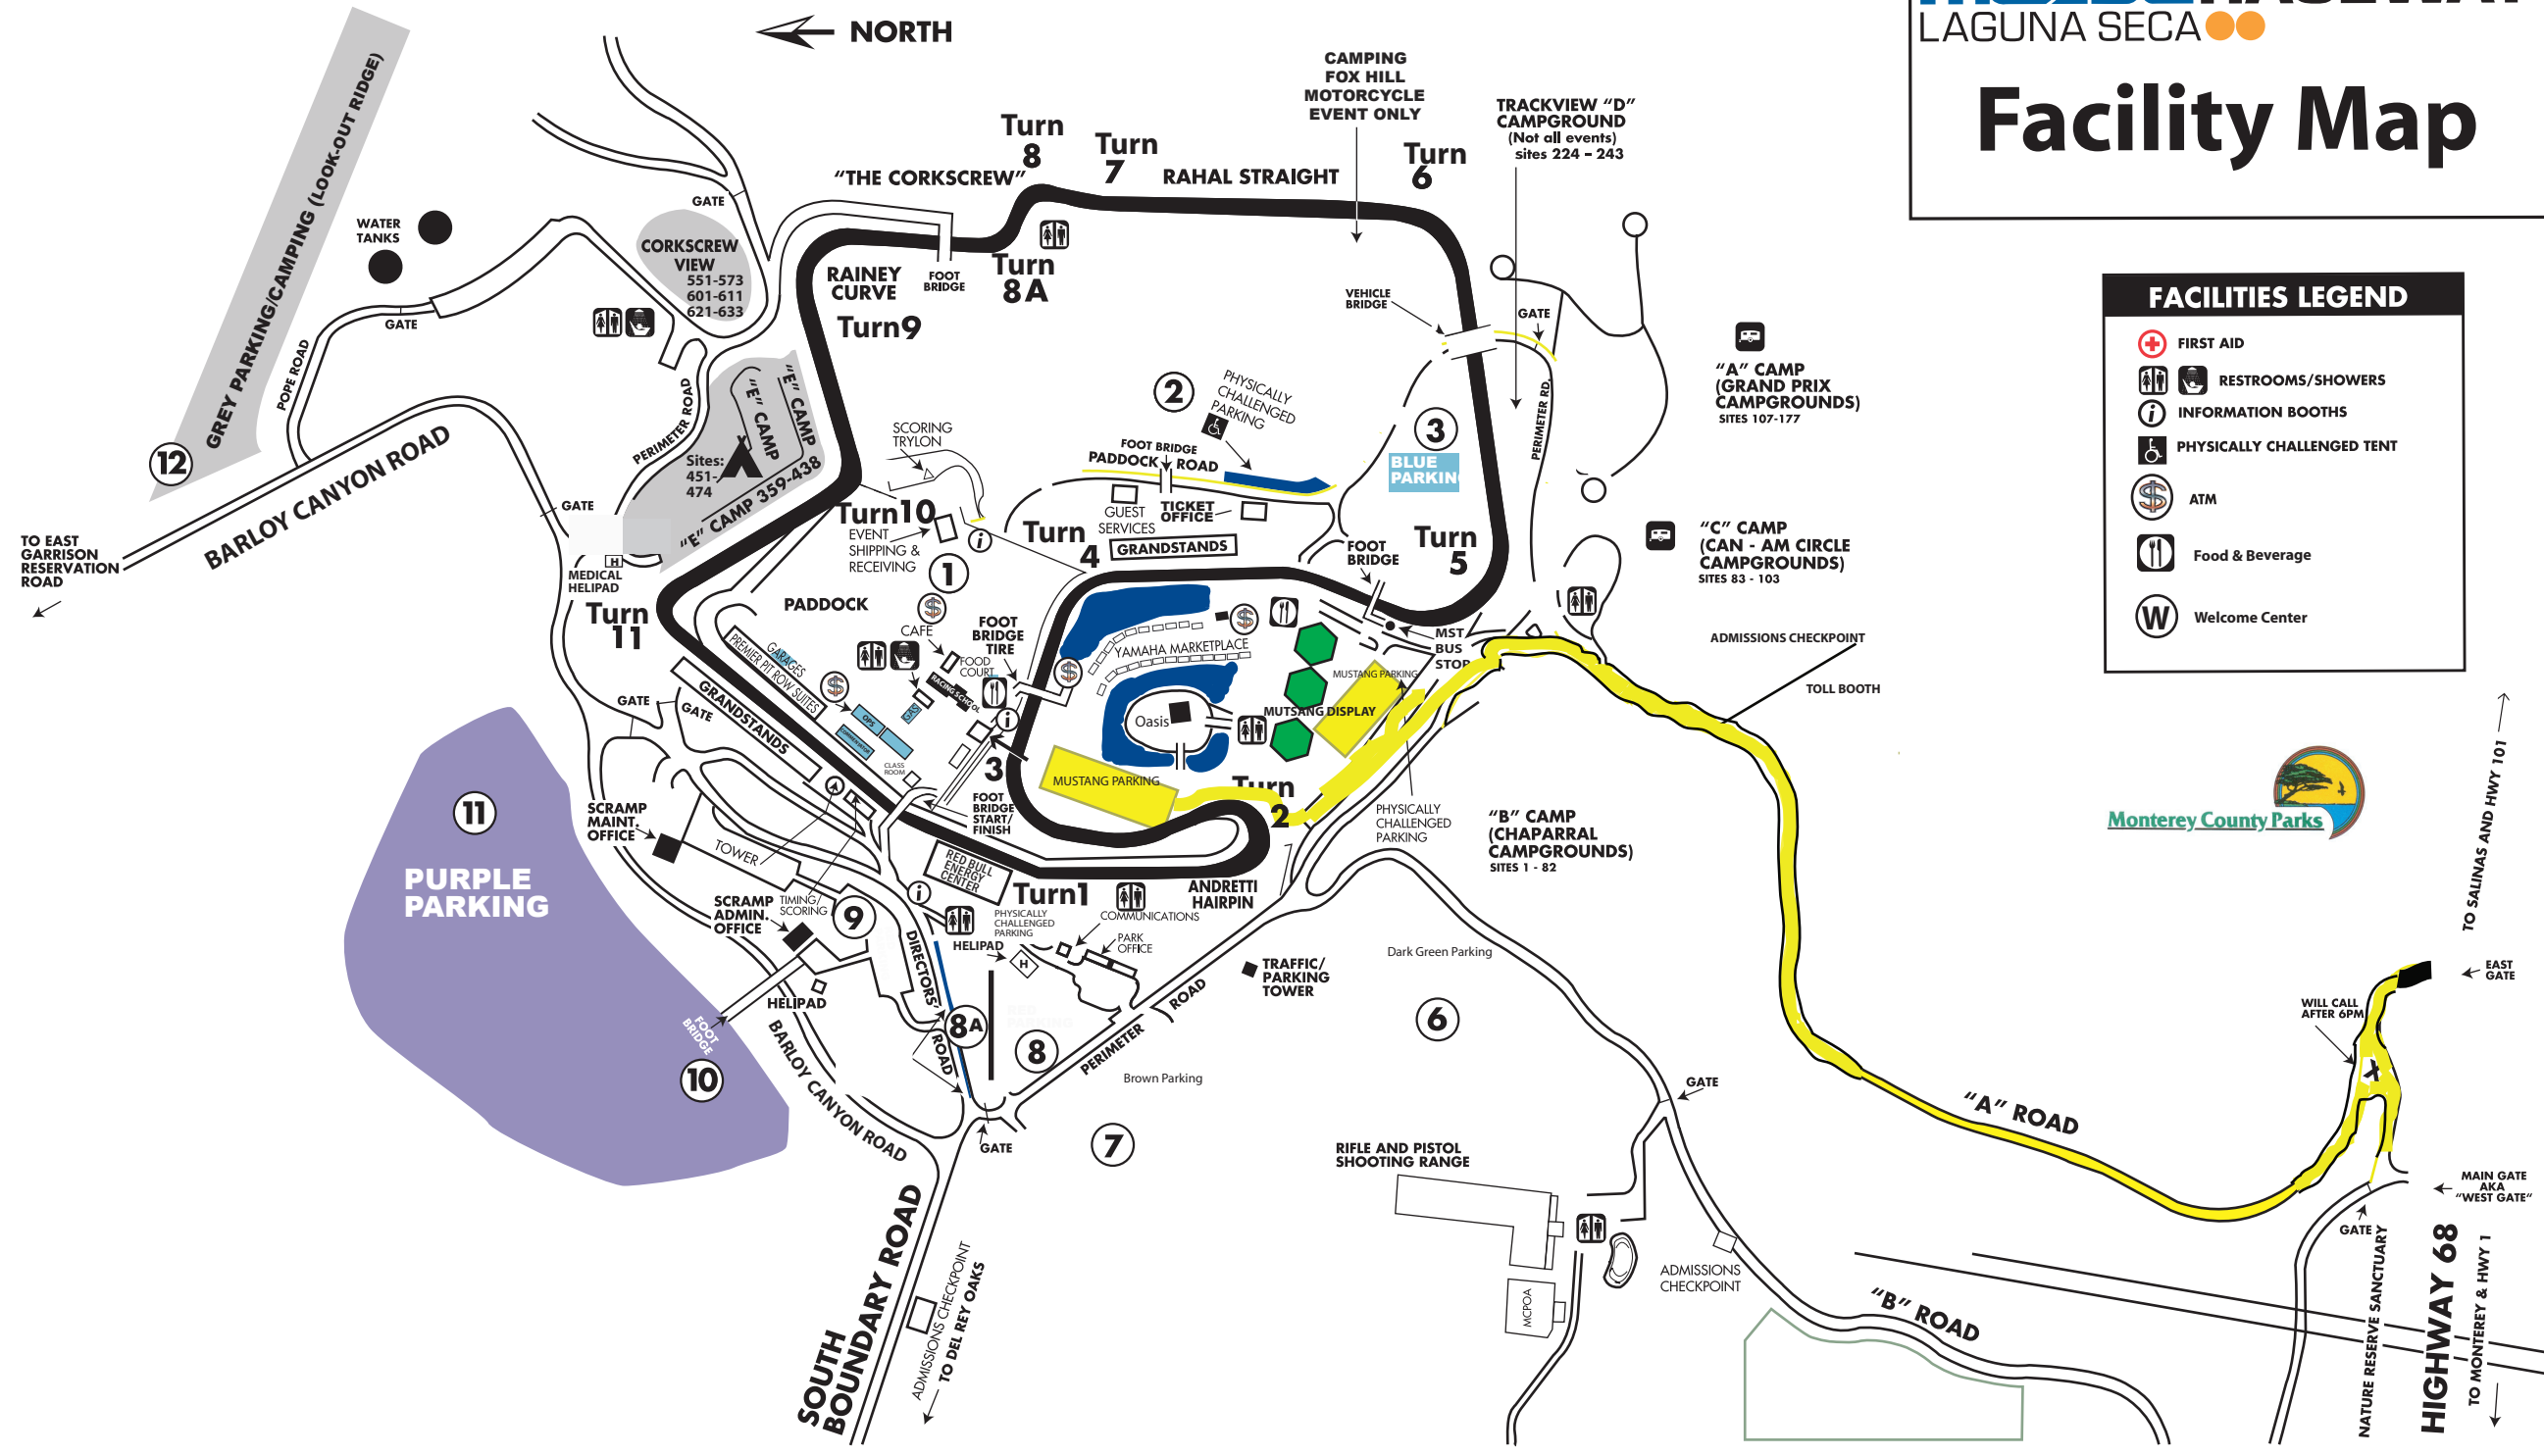 LAGUNA SECA
Facility Map
NORTH
CAMPING
FOX HILL
MOTORCYCLE
EVENT ONLY
TRACKVIEW “D”
CAMPGROUND
(Not all events)
sites 224 – 243
Turn
8
Turn
7
“THE CORKSCREW”
RAHAL STRAIGHT
Turn
6
GATE
GREY PARKING/CAMPING (LOOK-OUT RIDGE)
WATER
TANKS
CORKSCREW
VIEW
551-573
601-611
621-633
RAINEY
CURVE
FOOT
BRIDGE
Turn
8A
Turn9
VEHICLE
BRIDGE
GATE
GATE
POPE ROAD
PERIMETER ROAD
“E” CAMP
“E” CAMP
Sites:
451-
474
“E” CAMP 359-438
12
BARLOY CANYON ROAD
TO EAST
GARRISON
RESERVATION
ROAD
GATE
H
MEDICAL
HELIPAD
Turn
11
SCORING
TRYLON
Turn10
EVENT
SHIPPING &
RECEIVING
i
1
PADDOCK
$
CAFE
2
PHYSICALLY
CHALLENGED
PARKING
FOOT BRIDGE
PADDOCK ROAD
GUEST
SERVICES
TICKET
OFFICE
Turn
4
GRANDSTANDS
3
BLUE
PARKIN
PERIMETER RD.
FOOT
BRIDGE
Turn
5
“A” CAMP
(GRAND PRIX
CAMPGROUNDS)
SITES 107-177
“C” CAMP
(CAN - AM CIRCLE
CAMPGROUNDS)
SITES 83 - 103
FACILITIES LEGEND
FIRST AID
RESTROOMS/SHOWERS
i
INFORMATION BOOTHS
PHYSICALLY CHALLENGED TENT
$
ATM
Food & Beverage
W
Welcome Center
ADMISSIONS CHECKPOINT
TOLL BOOTH
MST
BUS
STOP
YAMAHA MARKETPLACE
$
$
MUSTANG PARKING
MUTSANG DISPLAY
Oasis
MUSTANG PARKING
Turn
2
FOOT
BRIDGE
TIRE
FOOD
COURT
RACING SCHOOL
GARAGES
PREMIER PIT ROW SUITES
$
GAS
OPS
CLASS
ROOM
i
3
GRANDSTANDS
GATE
GATE
FOOT
BRIDGE
START/
FINISH
11
PURPLE
PARKING
SCRAMP
MAINT.
OFFICE
TOWER
TIMING/
SCORING
SCRAMP
ADMIN.
OFFICE
9
i
RED BULL
ENERGY
CENTER
Turn1
PHYSICALLY
CHALLENGED
PARKING
COMMUNICATIONS
PARK
OFFICE
HELIPAD
H
ANDRETTI
HAIRPIN
PHYSICALLY
CHALLENGED
PARKING
“B” CAMP
(CHAPARRAL
CAMPGROUNDS)
SITES 1 - 82
Dark Green Parking
TRAFFIC/
PARKING
TOWER
6
HELIPAD
FOOT
BRIDGE
10
DIRECTORS’
ROAD
8A
8
PERIMETER ROAD
Brown Parking
BARLOY CANYON ROAD
GATE
7
SOUTH
BOUNDARY ROAD
ADMISSIONS CHECKPOINT
TO DEL REY OAKS
GATE
RIFLE AND PISTOL
SHOOTING RANGE
MCPOA
ADMISSIONS
CHECKPOINT
“A” ROAD
“B” ROAD
Monterey County Parks
TO SALINAS AND HWY 101
EAST
GATE
WILL CALL
AFTER 6PM
X
MAIN GATE
AKA
“WEST GATE”
GATE
NATURE RESERVE SANCTUARY
HIGHWAY 68
TO MONTEREY & HWY 1